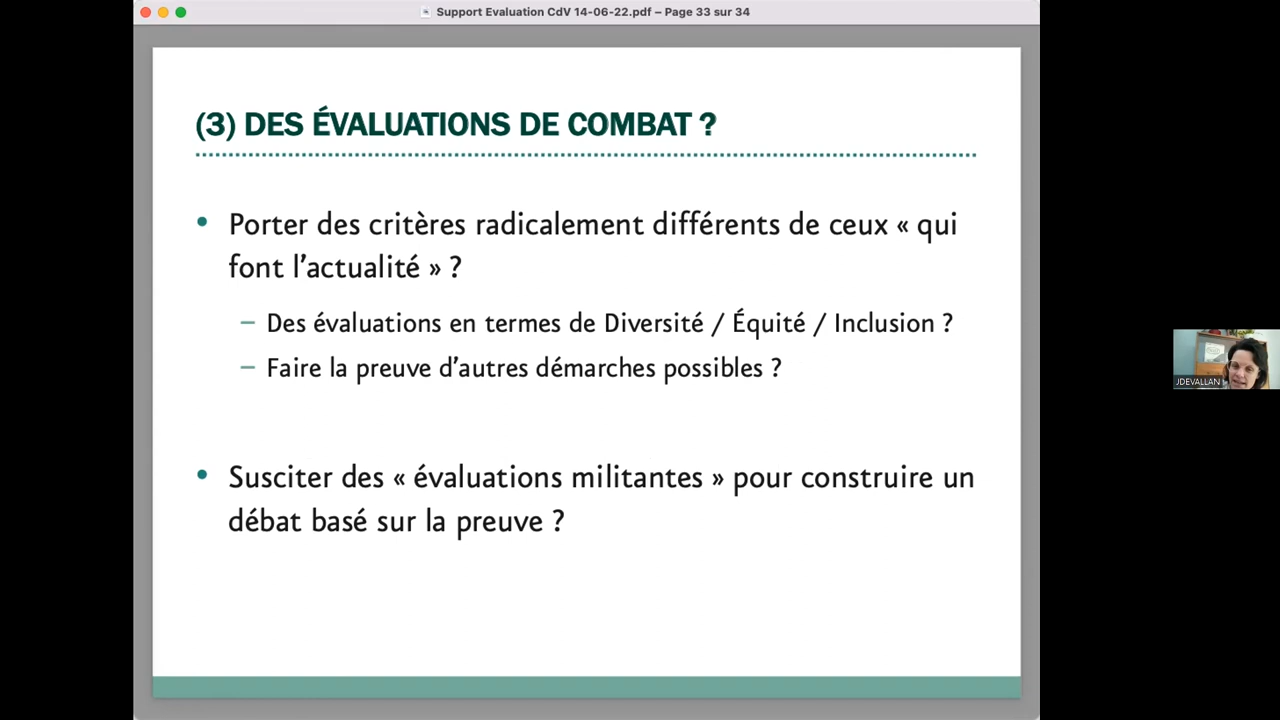 Support Evaluation CdV 14-06-22.pdf – Page 33 sur 34
(3) DES ÉVALUATIONS DE COMBAT ?
• Porter des critères radicalement différents de ceux « qui
font l’actualité » ?
– Des évaluations en termes de Diversité / Équité / Inclusion ?
– Faire la preuve d’autres démarches possibles ?
• Susciter des « évaluations militantes » pour construire un
débat basé sur la preuve ?
JDEVALLAN